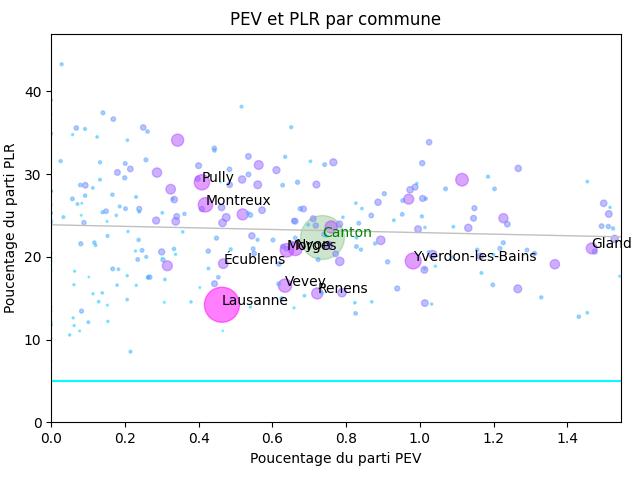 PEV et PLR par commune
Poucentage du parti PLR
40
30
20
10
0
Pully
Montreux
Canton
Morges
Nyon
Gland
Écublens
Yverdon-les-Bains
Vevey
Renens
Lausanne
0.0 0.2 0.4 0.6 0.8 1.0 1.2 1.4
Poucentage du parti PEV